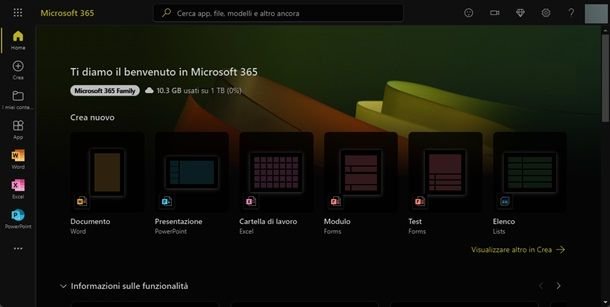 Microsoft 365
Cerca app, file, modelli e altro ancora
?
Home
Crea
I miei conte...
App
Word
Excel
PowerPoint
Ti diamo il benvenuto in Microsoft 365
Microsoft 365 Family 10.3 GB usati su 1 TB (0%)
Crea nuovo
Documento
Word
Presentazione
PowerPoint
Cartella di lavoro
Excel
Modulo
Forms
Test
Forms
Elenco
Lists
Visualizzare altro in Crea
Informazioni sulle funzionalità